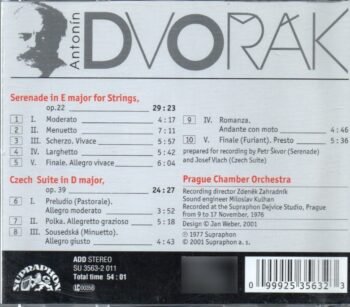 Antonín
DVOŘÁK
Serenade in E major for Strings,
op.22 29:23
1 I Moderato 4:17
2 II Menuetto 7:11
3 III Scherzo. Vivace 5:51
4 IV Larghetto 5:42
5 V Finale. Allegro vivace 6:04
Czech Suite in D major,
op. 39 24:27
6 I Preludio (Pastorale).
Allegro moderato 3:52
7 II Polka. Allegretto grazioso 5:18
8 III Sousedská (Minuetto).
Allegro giusto 4:43
9 IV Romanza.
Andante con moto 4:46
10 V Finale (Furiant). Presto 5:36
prepared for recording by Petr Škvor (Serenade)
and Josef Vlach (Czech Suite)
Prague Chamber Orchestra
Recording director Zdeněk Zahradník
Sound engineer Miloslav Kulhan
Recorded at the Supraphon Dejvice Studio, Prague
from 9 to 17 November, 1976
Design © Jan Weber, 2001
℗ 1977 Supraphon
© 2001 Supraphon a. s.
SUPRAPHON
ADD STEREO
SU 3563-2 011
Total time 54:01
0 99925 35632 3